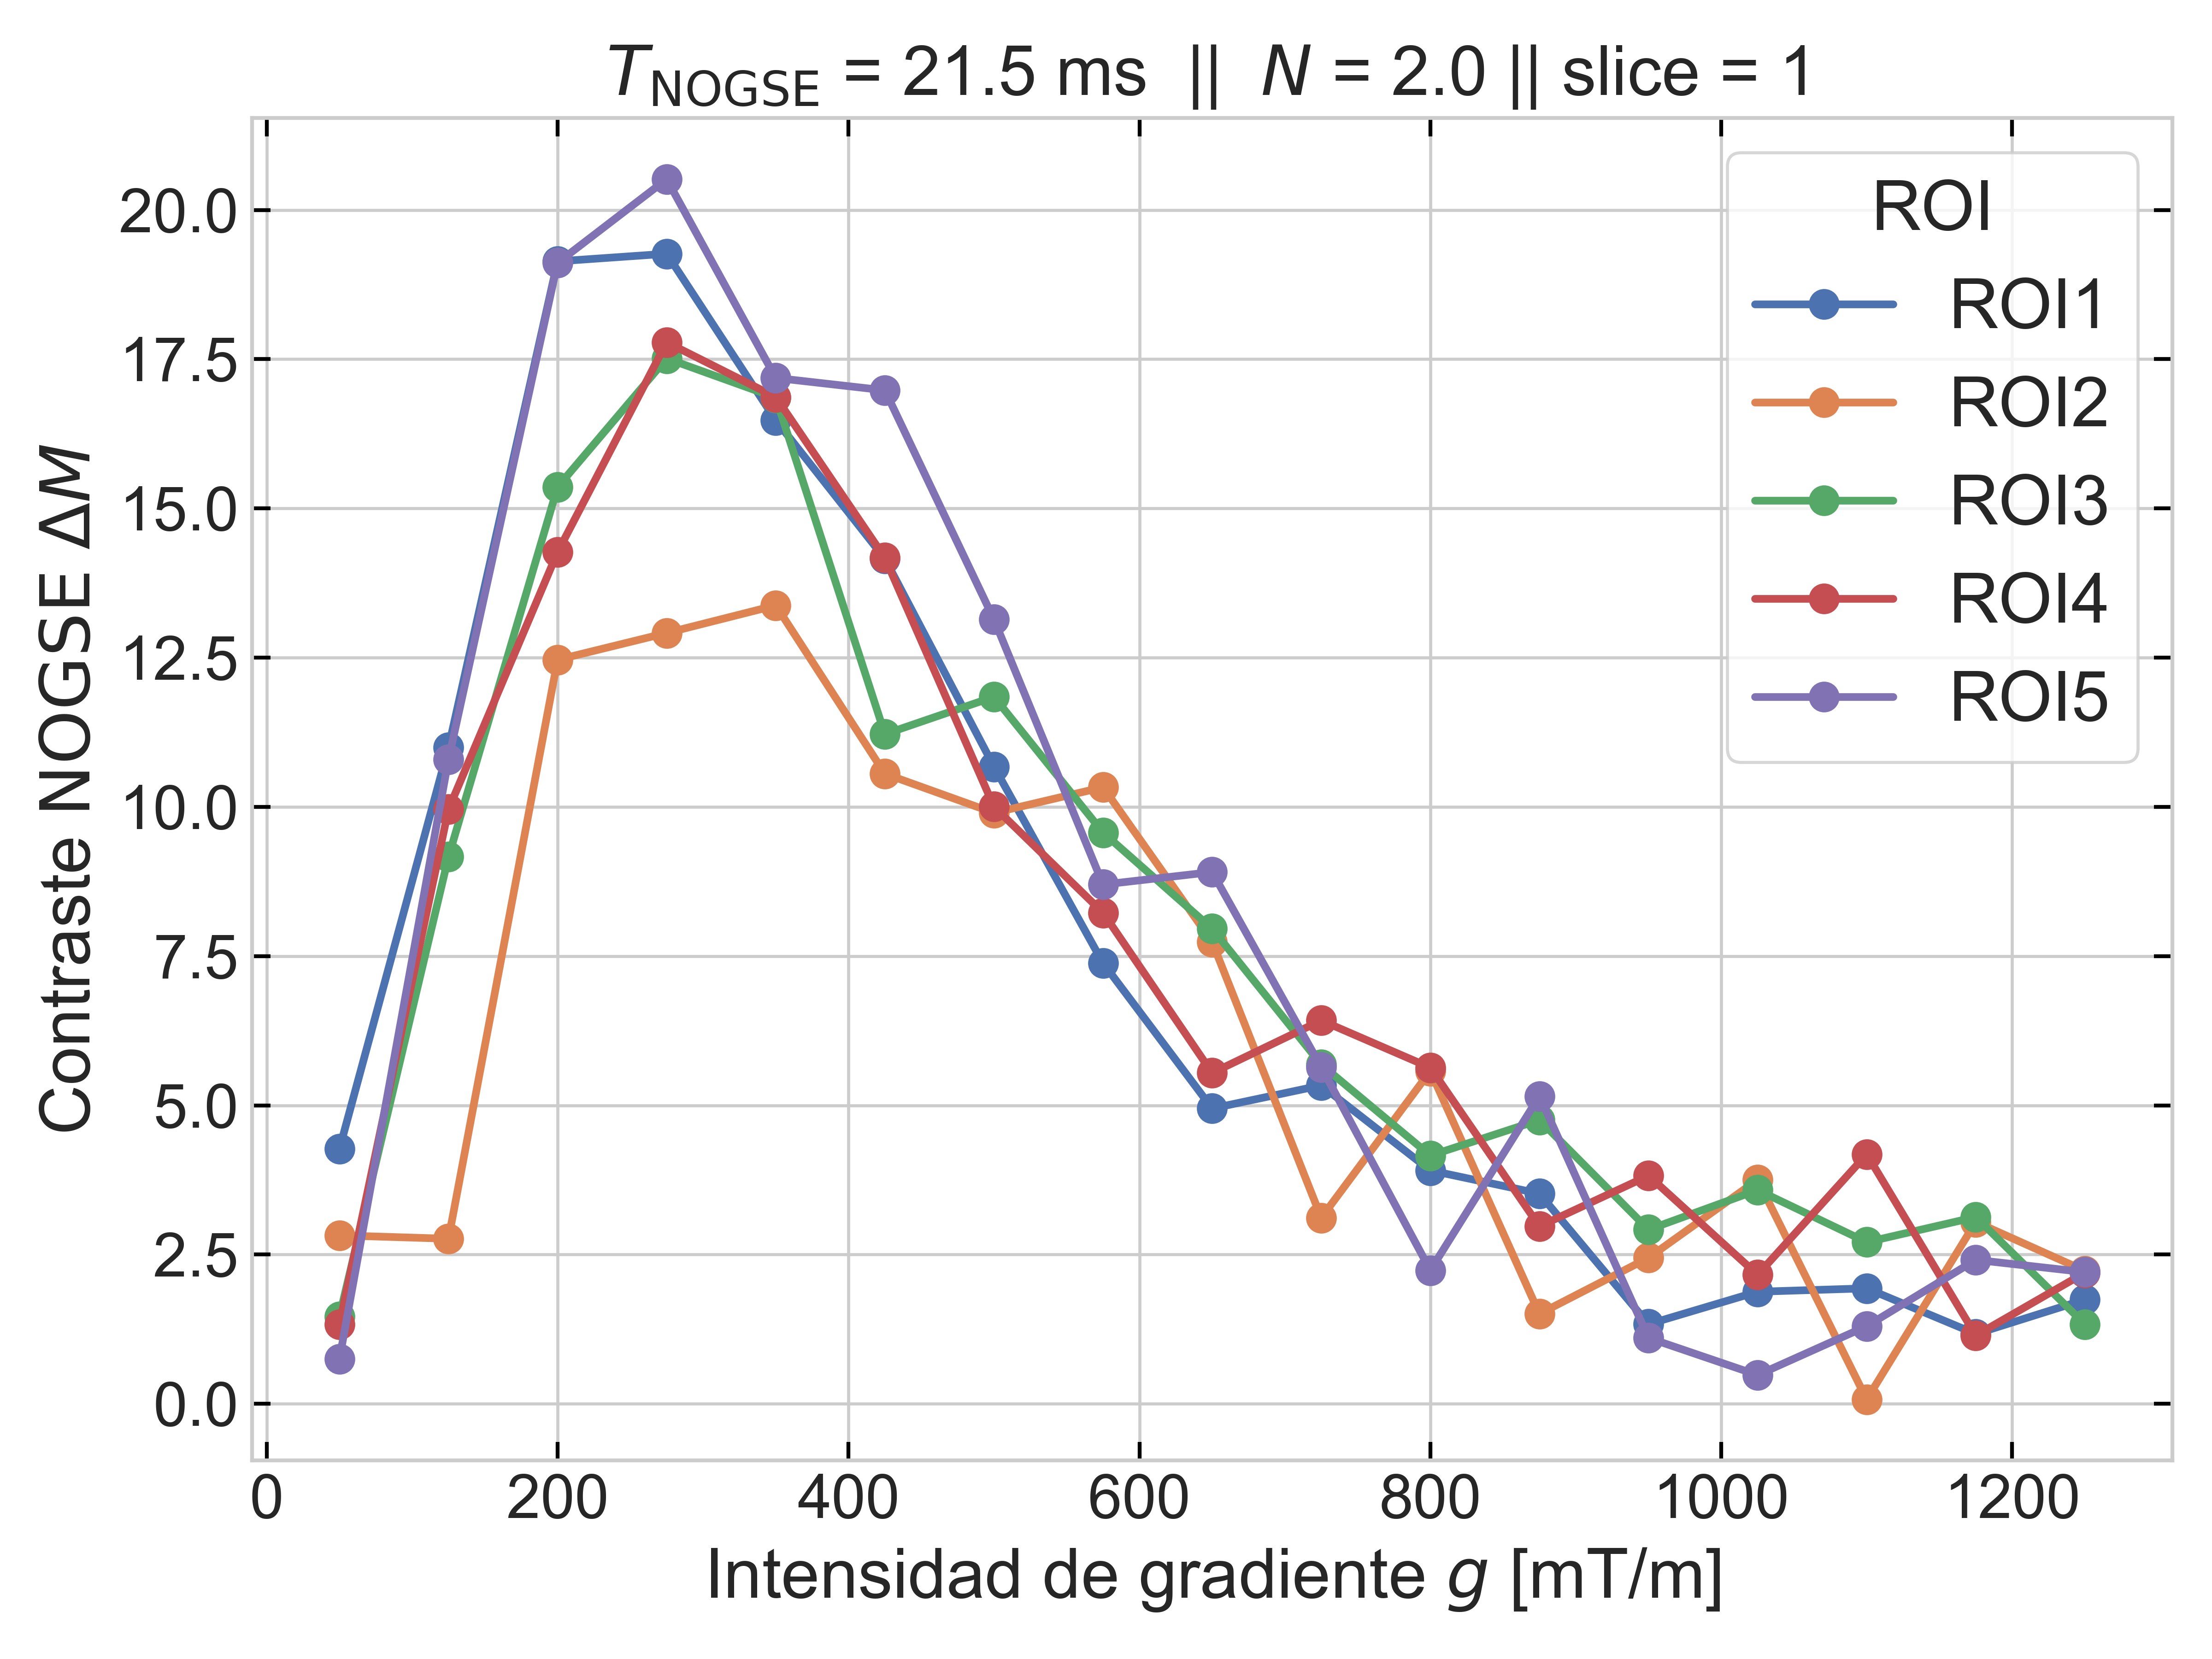 T_NOGSE = 21.5 ms || N = 2.0 || slice = 1
Contraste NOGSE ΔM
20.0
17.5
15.0
12.5
10.0
7.5
5.0
2.5
0.0
ROI
ROI1
ROI2
ROI3
ROI4
ROI5
0 200 400 600 800 1000 1200
Intensidad de gradiente g [mT/m]